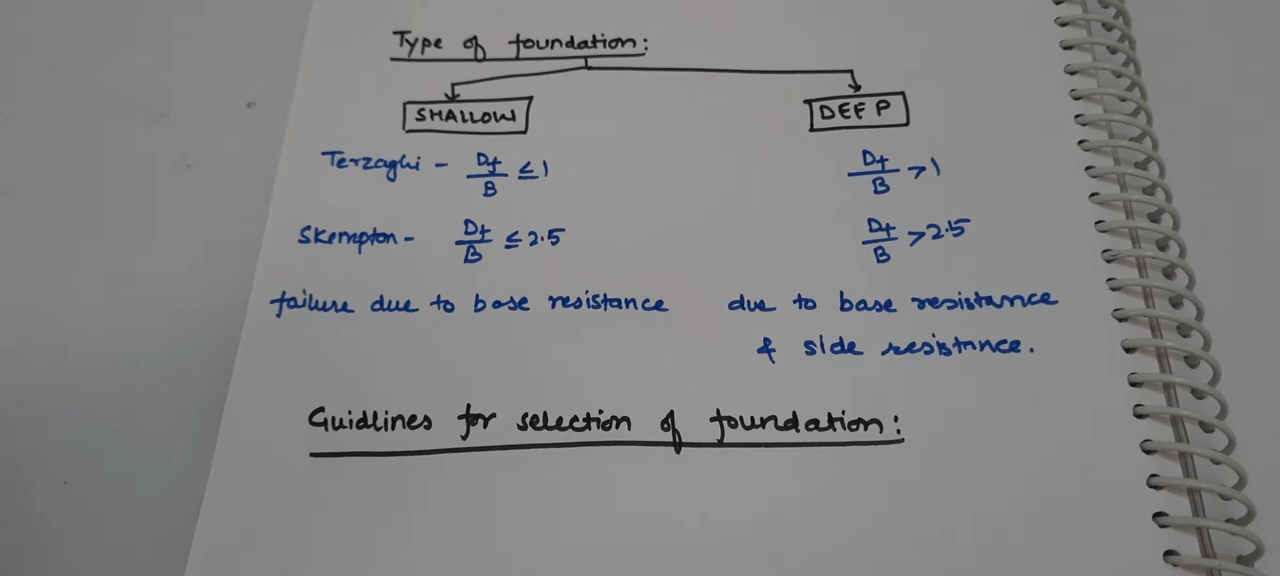 Type of foundation:
SHALLOW DEEP
Terzaghi - Df/B ≤ 1 Df/B > 1
Skempton - Df/B ≤ 2.5 Df/B > 2.5
failure due to base resistance due to base resistance
& side resistnce.
Guidlines for selection of foundation: